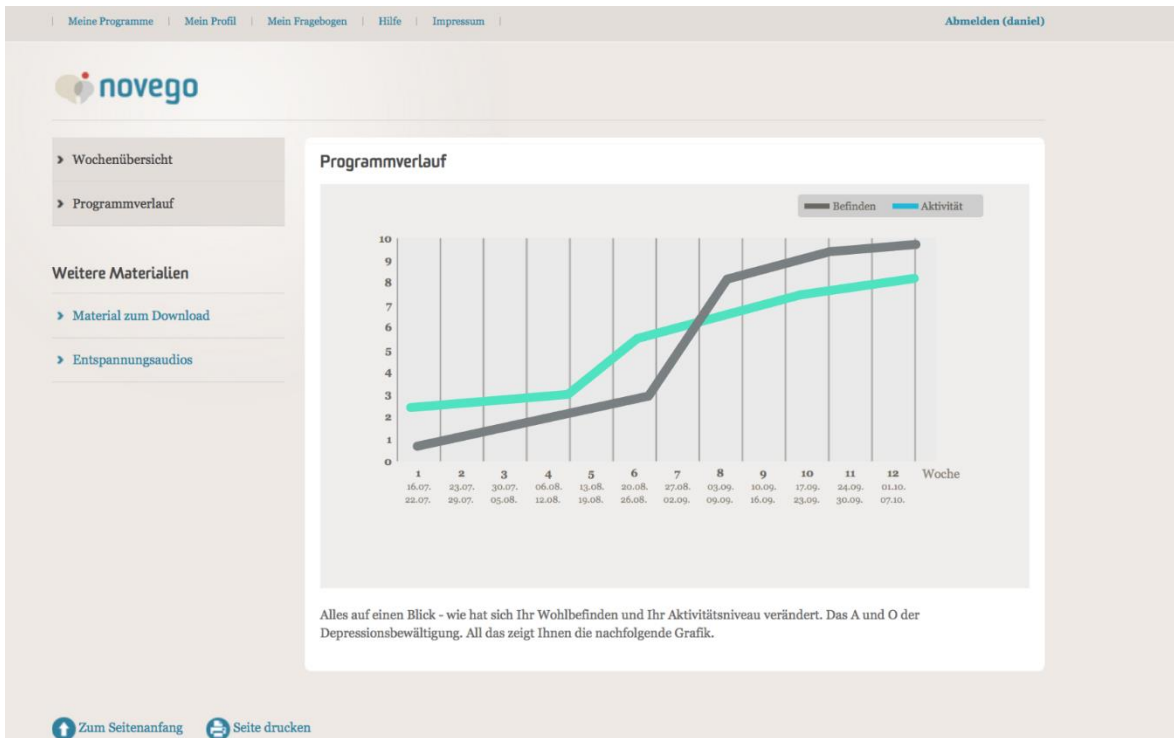 Meine Programme | Mein Profil | Mein Fragebogen | Hilfe | Impressum |
Abmelden (daniel)
novego
Wochenübersicht
Programmverlauf
Weitere Materialien
Material zum Download
Entspannungsaudios
Programmverlauf
Befinden Aktivität
10
9
8
7
6
5
4
3
2
1
0
1 2 3 4 5 6 7 8 9 10 11 12 Woche
16.07. 23.07. 30.07. 06.08. 13.08. 20.08. 27.08. 03.09. 10.09. 17.09. 24.09. 01.10.
22.07. 29.07. 05.08. 12.08. 19.08. 26.08. 02.09. 09.09. 16.09. 23.09. 30.09. 07.10.
Alles auf einen Blick - wie hat sich Ihr Wohlbefinden und Ihr Aktivitätsniveau verändert. Das A und O der
Depressionsbewältigung. All das zeigt Ihnen die nachfolgende Grafik.
Zum Seitenanfang Seite drucken